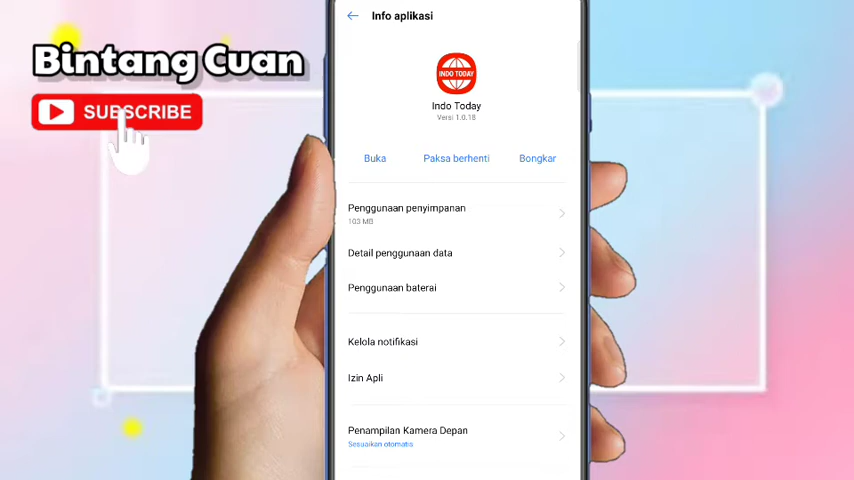 Bintang Cuan
SUBSCRIBE
Info aplikasi
INDO TODAY
Indo Today
Versi 1.0.18
Buka
Paksa berhenti
Bongkar
Penggunaan penyimpanan
103 MB
Detail penggunaan data
Penggunaan baterai
Kelola notifikasi
Izin Apli
Penampilan Kamera Depan
Sesuaikan otomatis